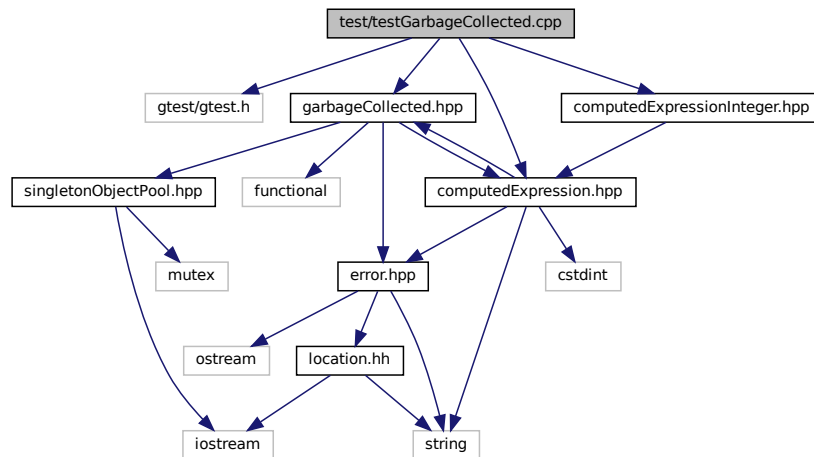 test/testGarbageCollected.cpp
gtest/gtest.h
garbageCollected.hpp
computedExpressionInteger.hpp
singletonObjectPool.hpp
functional
computedExpression.hpp
mutex
error.hpp
cstdint
ostream
location.hh
iostream
string